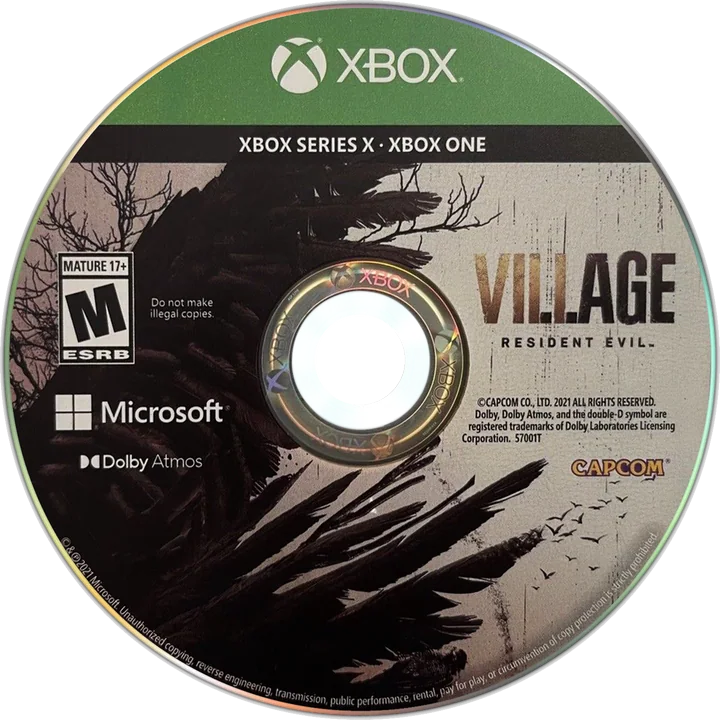 XBOX
XBOX SERIES X · XBOX ONE
MATURE 17+
M
ESRB
Do not make
illegal copies.
XBOX
VILLAGE
RESIDENT EVIL™
Microsoft
Dolby Atmos
©CAPCOM CO., LTD. 2021 ALL RIGHTS RESERVED.
Dolby, Dolby Atmos, and the double-D symbol are
registered trademarks of Dolby Laboratories Licensing
Corporation. 57001T
CAPCOM
XBOX
XBOX
XBOX
© & ℗2021 Microsoft. Unauthorized copying, reverse engineering, transmission, public performance, rental, pay for play, or circumvention of copy protection is strictly prohibited.